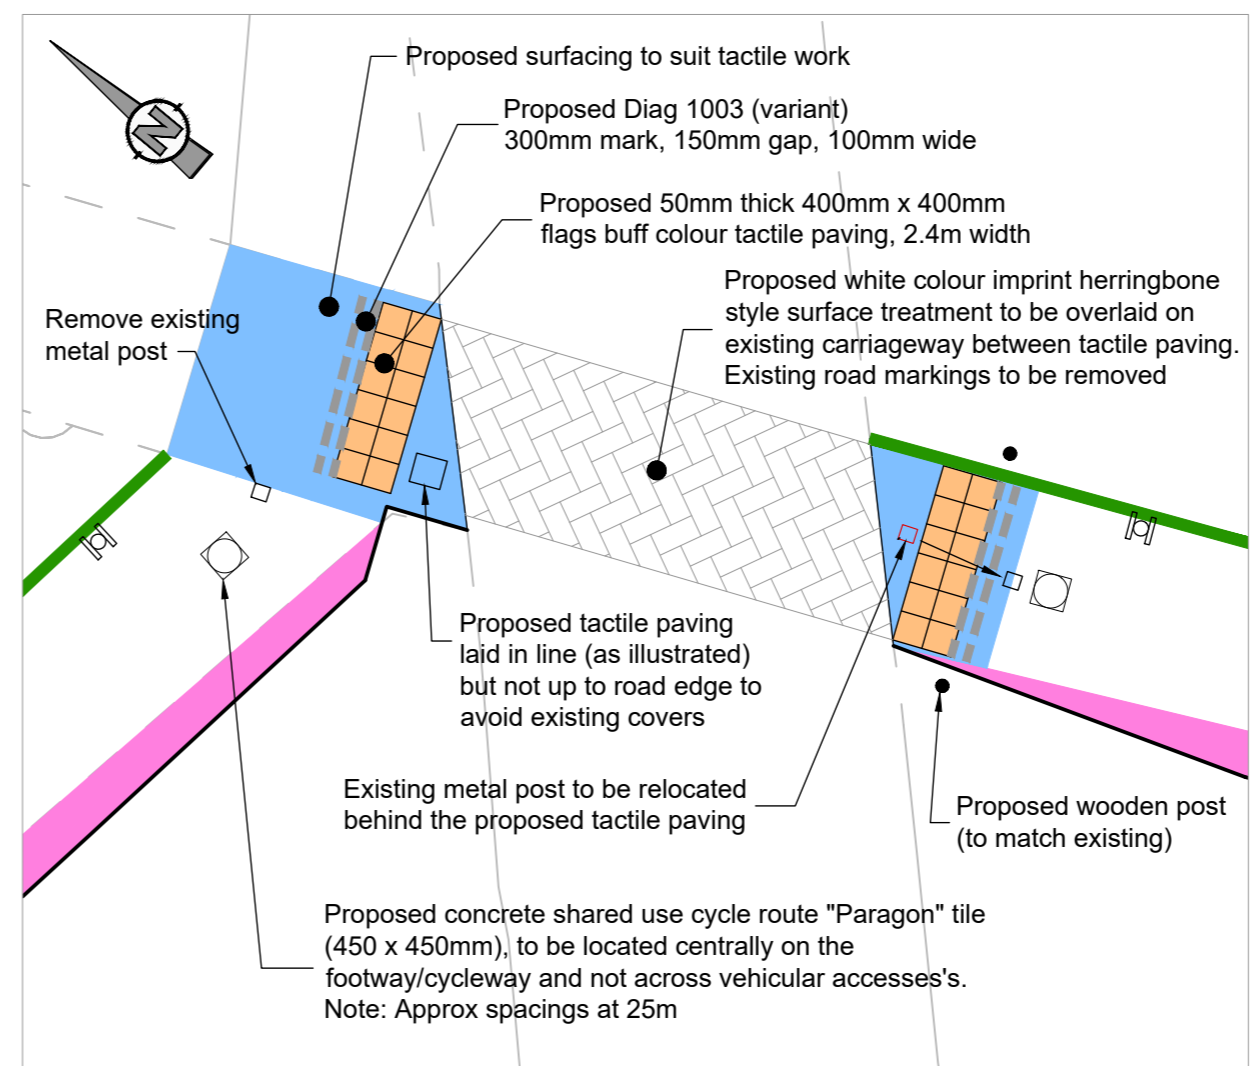 Proposed surfacing to suit tactile work
Proposed Diag 1003 (variant)
300mm mark, 150mm gap, 100mm wide
N
Proposed 50mm thick 400mm x 400mm
flags buff colour tactile paving, 2.4m width
Proposed white colour imprint herringbone
style surface treatment to be overlaid on
existing carriageway between tactile paving.
Existing road markings to be removed
Remove existing
metal post
Proposed tactile paving
laid in line (as illustrated)
but not up to road edge to
avoid existing covers
Existing metal post to be relocated
behind the proposed tactile paving
Proposed wooden post
(to match existing)
Proposed concrete shared use cycle route "Paragon" tile
(450 x 450mm), to be located centrally on the
footway/cycleway and not across vehicular accesses's.
Note: Approx spacings at 25m